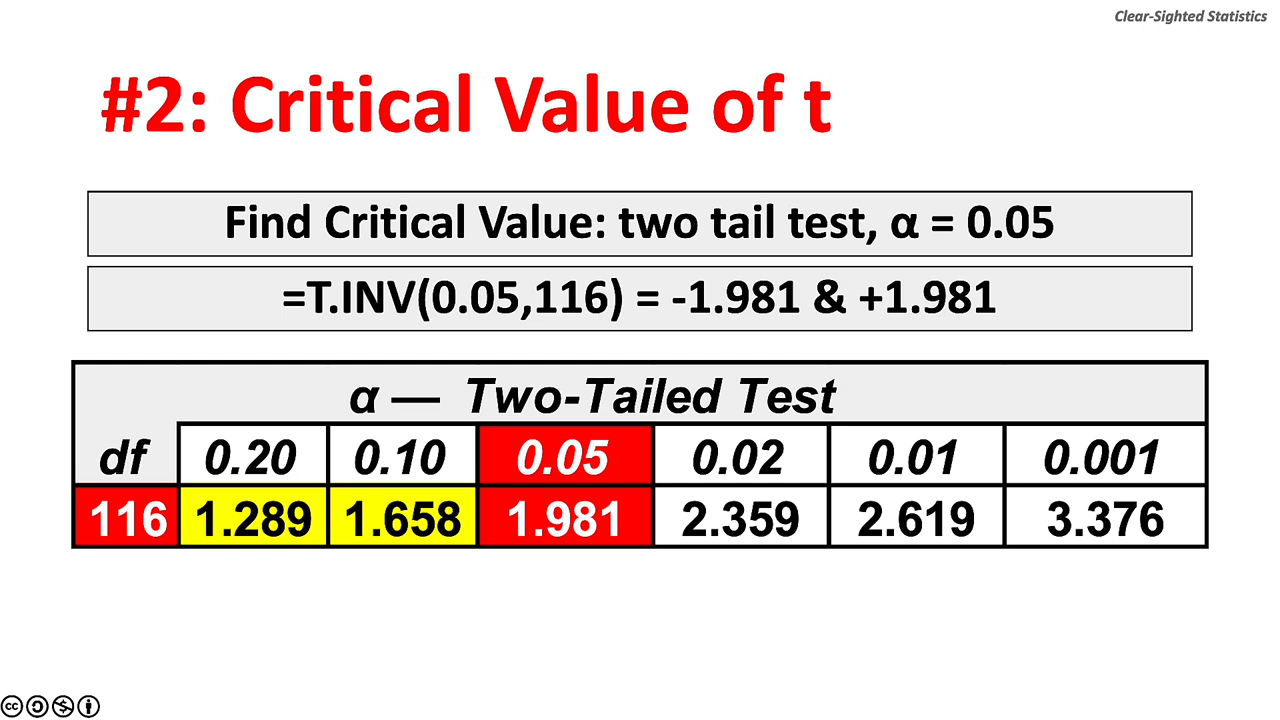 Clear-Sighted Statistics
#2: Critical Value of t
Find Critical Value: two tail test, α = 0.05
=T.INV(0.05,116) = -1.981 & +1.981
α — Two-Tailed Test
df 0.20 0.10 0.05 0.02 0.01 0.001
116 1.289 1.658 1.981 2.359 2.619 3.376
cc